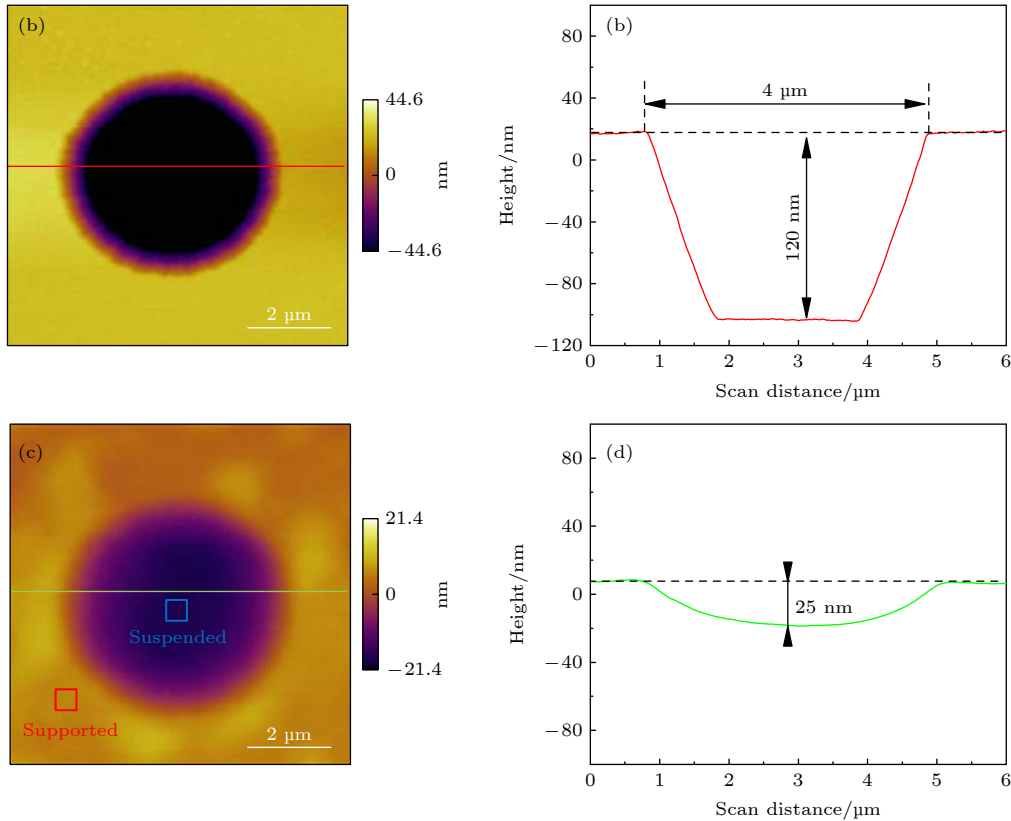 (b)
44.6
0
−44.6
nm
2 µm
(b)
80
40
0
−40
−80
−120
Height/nm
4 µm
120 nm
0 1 2 3 4 5 6
Scan distance/µm
(c)
21.4
0
−21.4
nm
Suspended
Supported
2 µm
(d)
80
40
0
−40
−80
Height/nm
25 nm
0 1 2 3 4 5 6
Scan distance/µm